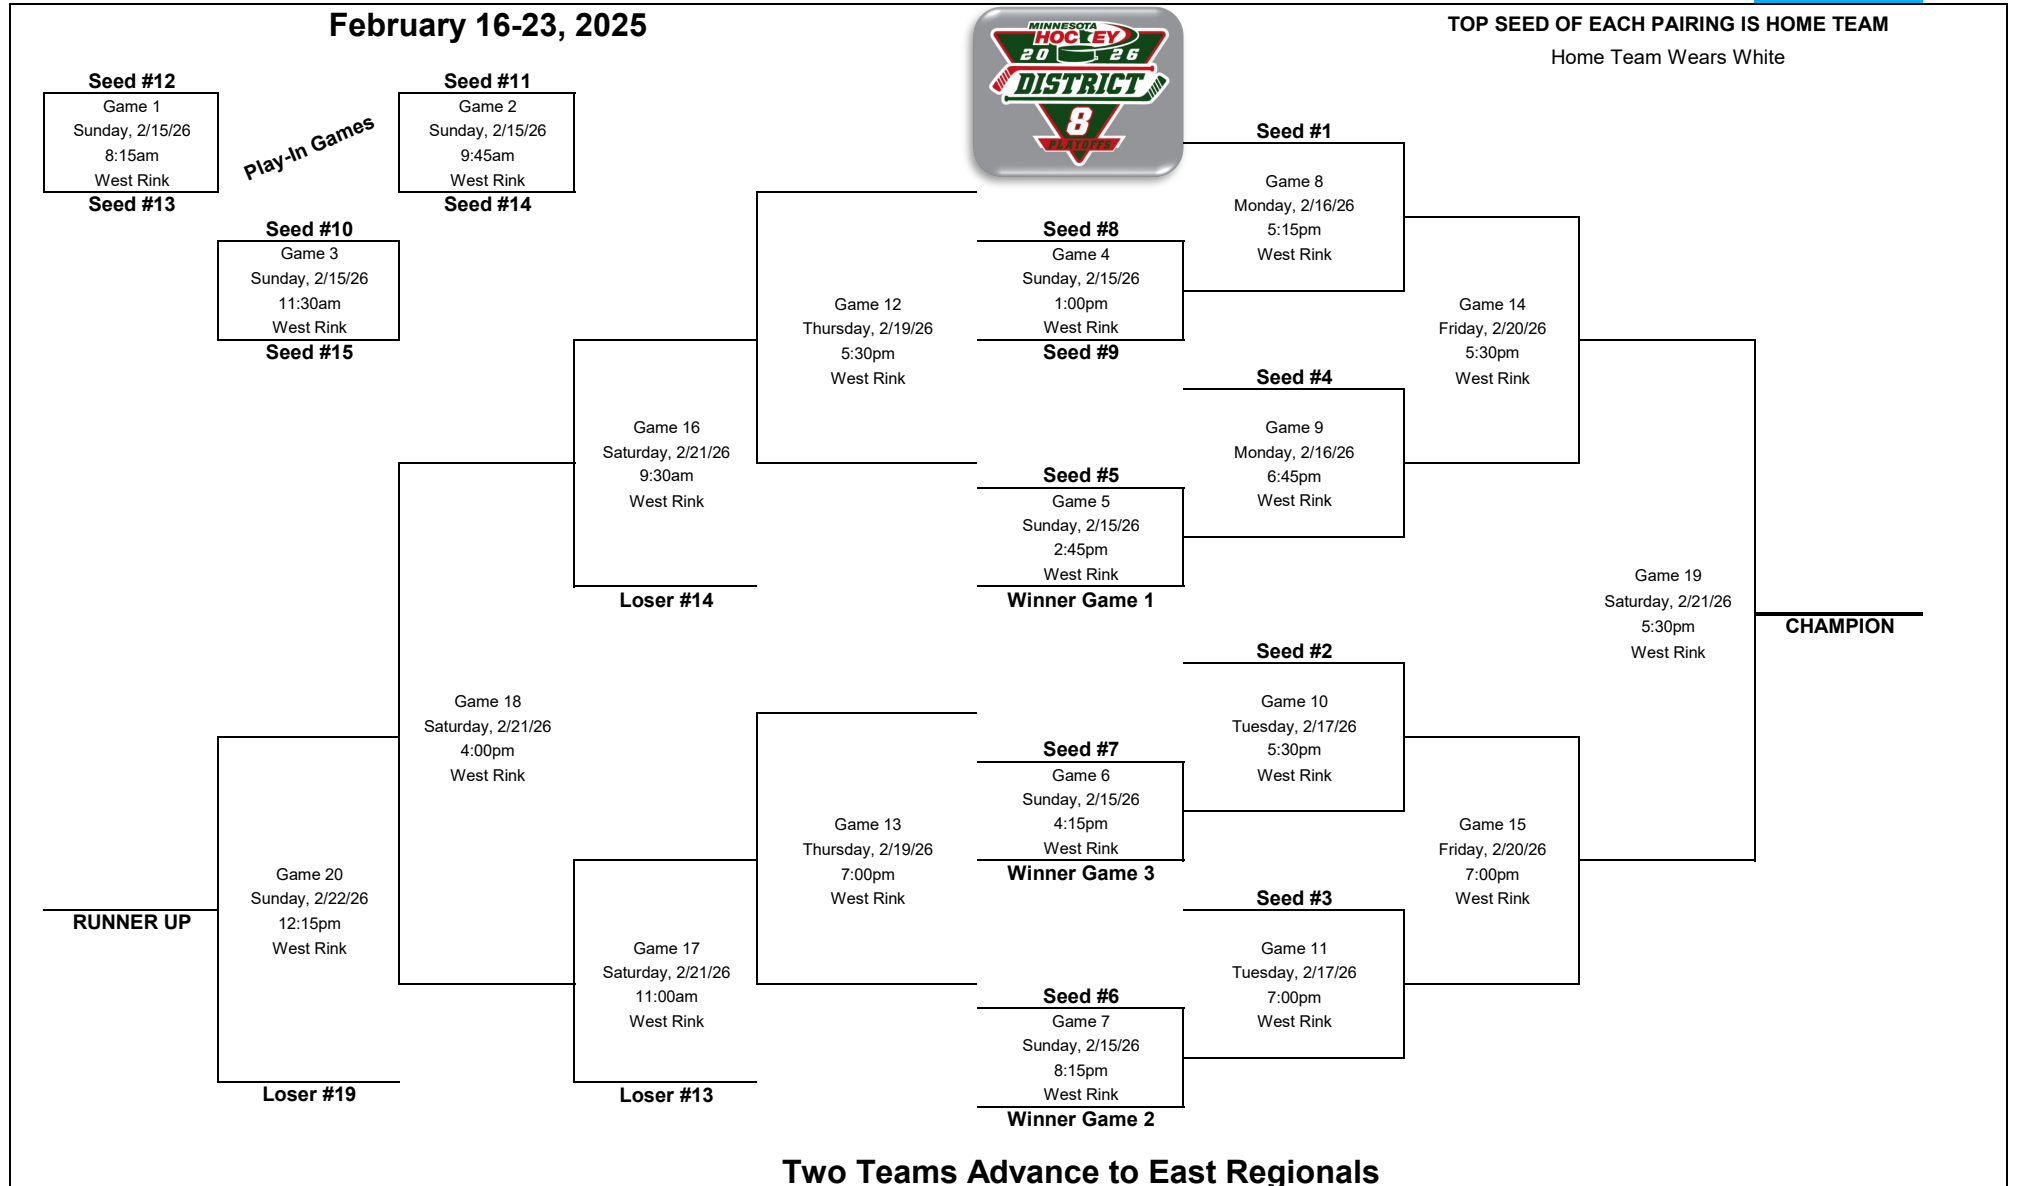 February 16-23, 2025
MINNESOTA
HOCKEY
20 26
DISTRICT
8
PLAYOFFS
TOP SEED OF EACH PAIRING IS HOME TEAM
Home Team Wears White
Seed #12
Game 1
Sunday, 2/15/26
8:15am
West Rink
Seed #13
Play-In Games
Seed #11
Game 2
Sunday, 2/15/26
9:45am
West Rink
Seed #14
Seed #10
Game 3
Sunday, 2/15/26
11:30am
West Rink
Seed #15
Seed #1
Game 8
Monday, 2/16/26
5:15pm
West Rink
Seed #8
Game 4
Sunday, 2/15/26
1:00pm
West Rink
Seed #9
Game 12
Thursday, 2/19/26
5:30pm
West Rink
Game 14
Friday, 2/20/26
5:30pm
West Rink
Seed #4
Game 9
Monday, 2/16/26
6:45pm
West Rink
Game 16
Saturday, 2/21/26
9:30am
West Rink
Loser #14
Seed #5
Game 5
Sunday, 2/15/26
2:45pm
West Rink
Winner Game 1
Game 19
Saturday, 2/21/26
5:30pm
West Rink
CHAMPION
Seed #2
Game 10
Tuesday, 2/17/26
5:30pm
West Rink
Game 18
Saturday, 2/21/26
4:00pm
West Rink
Seed #7
Game 6
Sunday, 2/15/26
4:15pm
West Rink
Winner Game 3
Game 13
Thursday, 2/19/26
7:00pm
West Rink
Game 15
Friday, 2/20/26
7:00pm
West Rink
Game 20
Sunday, 2/22/26
12:15pm
West Rink
RUNNER UP
Loser #19
Seed #3
Game 11
Tuesday, 2/17/26
7:00pm
West Rink
Game 17
Saturday, 2/21/26
11:00am
West Rink
Loser #13
Seed #6
Game 7
Sunday, 2/15/26
8:15pm
West Rink
Winner Game 2
Two Teams Advance to East Regionals